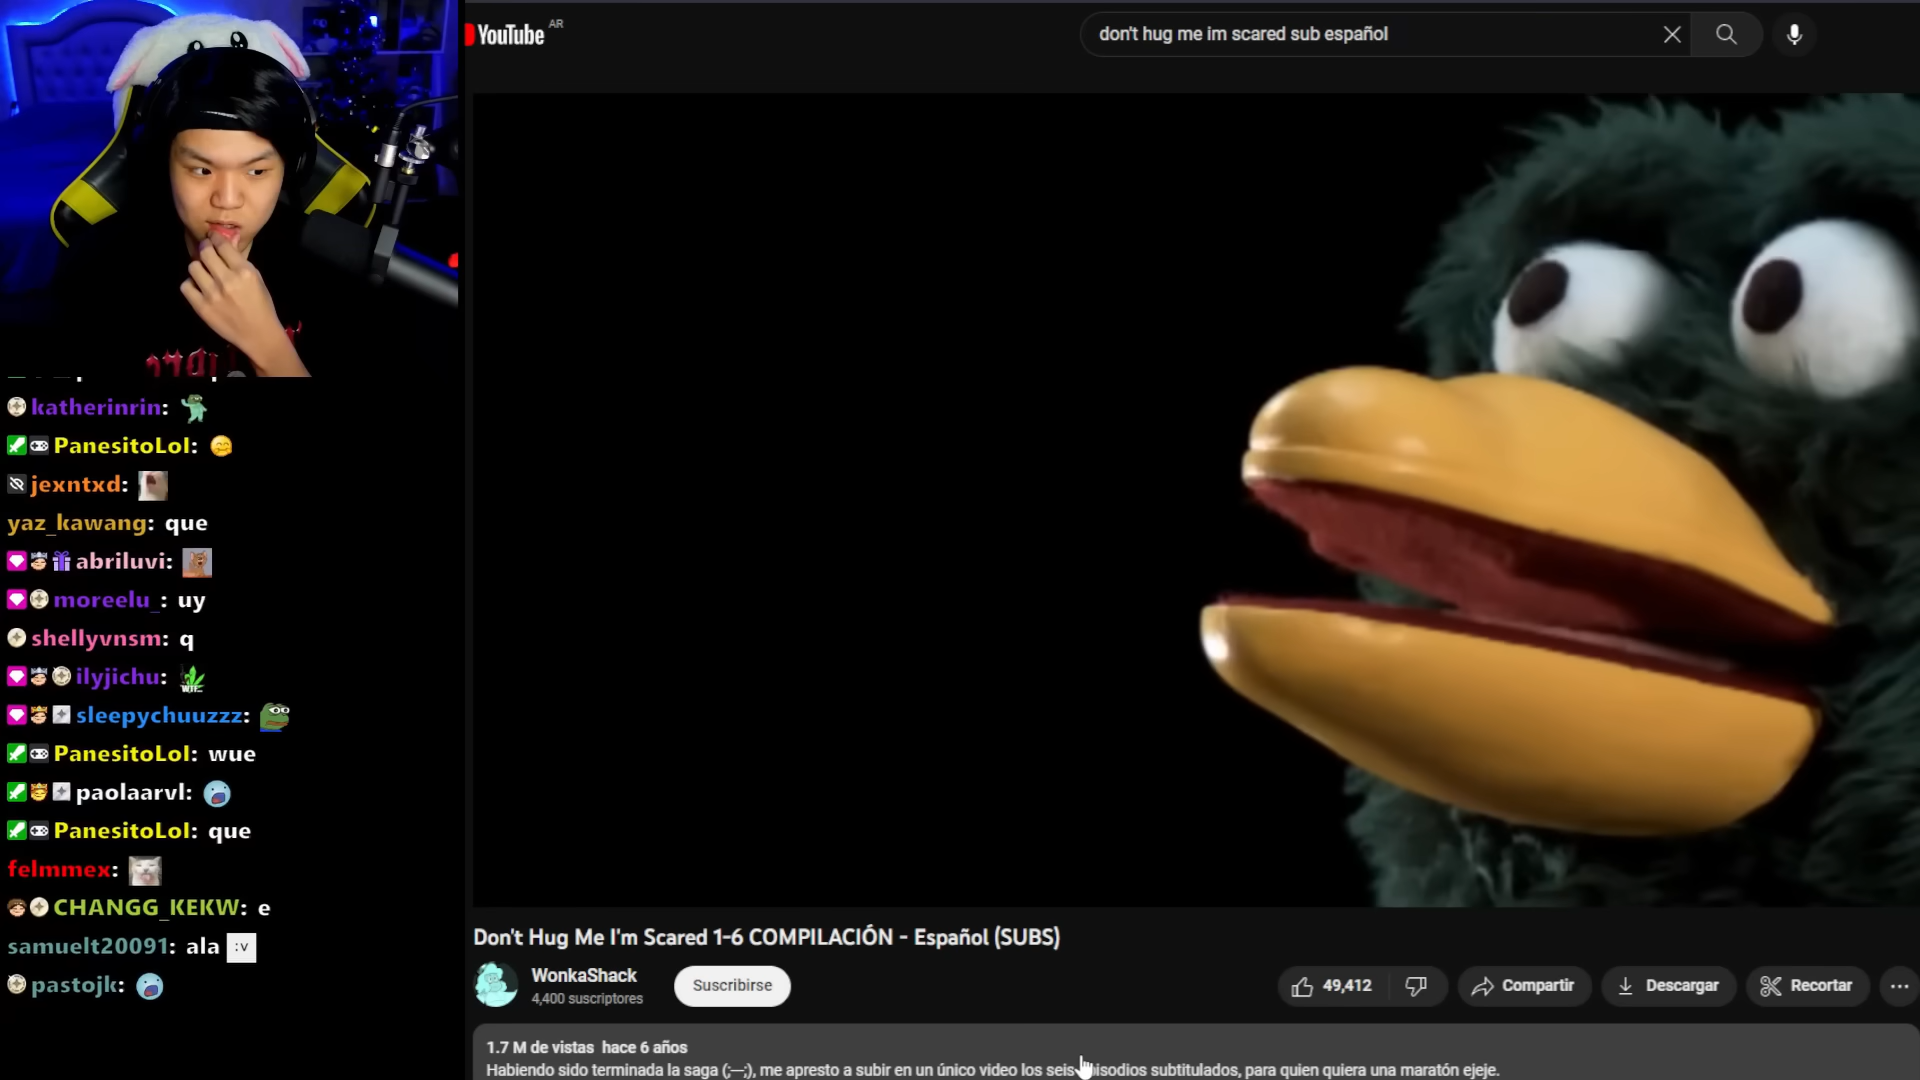 YouTube AR
don't hug me im scared sub español
katherinrin:
PanesitoLol:
jexntxd:
yaz_kawang: que
abriluvi:
moreelu_: uy
shellyvnsm: q
ilyjichu:
sleepychuuzzz:
PanesitoLol: wue
paolaarvl:
PanesitoLol: que
felmmex:
CHANGG_KEKW: e
samuelt20091: ala :v
pastojk:
Don't Hug Me I'm Scared 1-6 COMPILACIÓN - Español (SUBS)
WonkaShack
4,400 suscriptores
Suscribirse
49,412
Compartir
Descargar
Recortar
1.7 M de vistas hace 6 años
Habiendo sido terminada la saga (;—;), me apresto a subir en un único video los seis episodios subtitulados, para quien quiera una maratón ejeje.